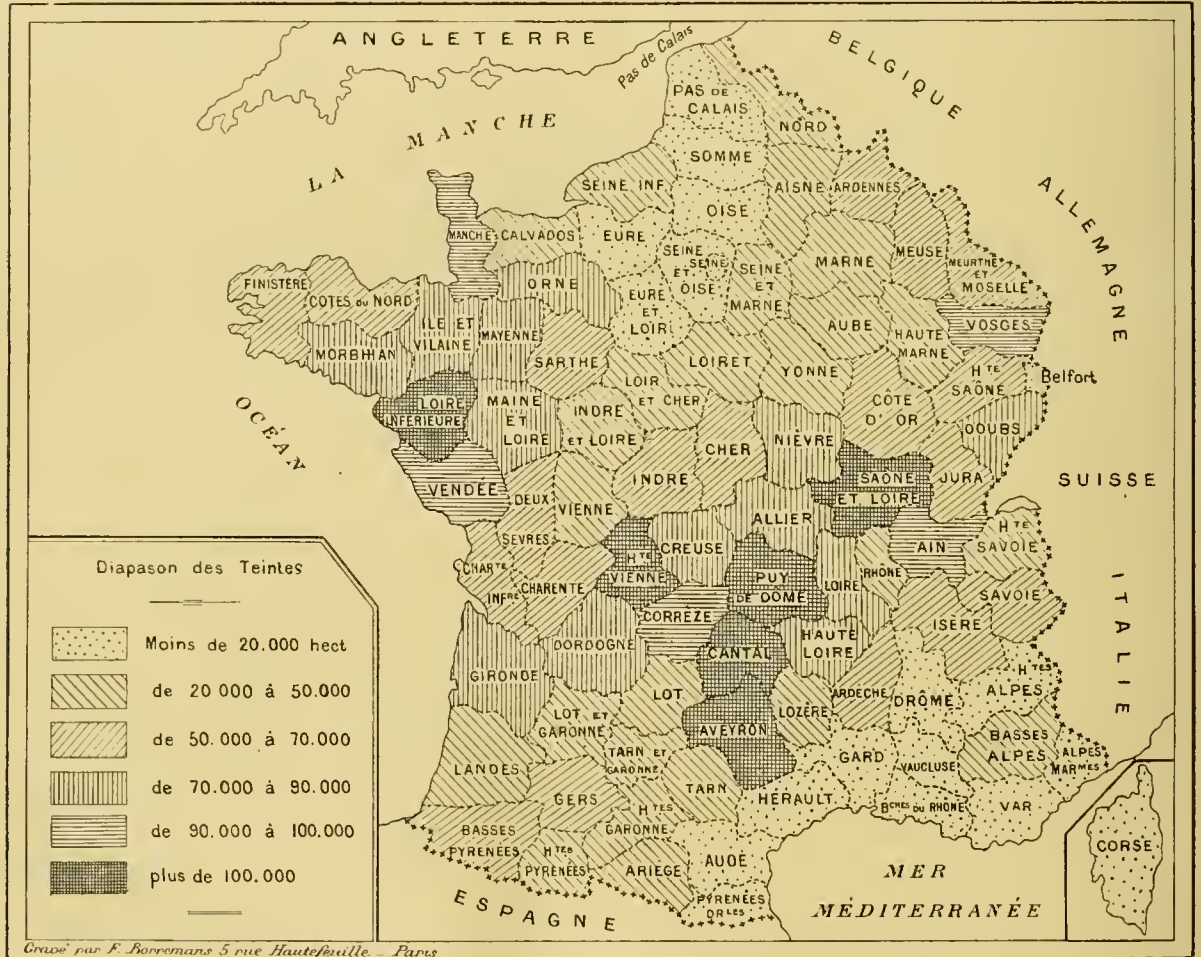 ANGLETERRE
Pas de Calais
BELGIQUE
LA MANCHE
ALLEMAGNE
PAS DE
CALAIS
NORD
SOMME
SEINE INF
AISNE
ARDENNES
OISE
MANCHE
CALVADOS
EURE
SEINE
ET
OISE
SEINE
SEINE
ET
MARNE
MARNE
MEUSE
MEURTHE
ET
MOSELLE
FINISTÈRE
CÔTES DU NORD
ORNE
EURE
ET
LOIR
AUBE
HAUTE
MARNE
VOSGES
ILE ET
VILAINE
MAYENNE
MORBIHAN
SARTHE
LOIRET
YONNE
LOIR
ET CHER
HTE
SAÔNE
Belfort
OCÉAN
LOIRE
INFÉRIEURE
MAINE
ET
LOIRE
INDRE
ET LOIRE
CÔTE
D'OR
DOUBS
CHER
NIÈVRE
VENDÉE
DEUX
SEVRES
VIENNE
INDRE
SAÔNE
ET LOIRE
JURA
SUISSE
ALLIER
CREUSE
AIN
HTE
SAVOIE
CHARTE
INFRE
CHARENTE
HTE
VIENNE
PUY
DE DOME
LOIRE
RHÔNE
SAVOIE
ITALIE
CORRÈZE
ISÈRE
DORDOGNE
CANTAL
HAUTE
LOIRE
GIRONDE
LOT
ARDÈCHE
DRÔME
HTES
ALPES
LOT ET
GARONNE
AVEYRON
LOZÈRE
BASSES
ALPES
ALPES
MARMES
LANDES
TARN ET
GARONNE
GARD
VAUCLUSE
GERS
TARN
HÉRAULT
BCHES DU RHÔNE
VAR
HTES
GARONNE
BASSES
PYRÉNÉES
HTES
PYRÉNÉES
ARIÈGE
AUDE
PYRÉNÉES
ORLES
CORSE
ESPAGNE
MER
MÉDITERRANÉE
Diapason des Teintes
Moins de 20.000 hect
de 20 000 à 50.000
de 50.000 à 70.000
de 70.000 à 90.000
de 90.000 à 100.000
plus de 100.000
Gravé par F. Borremans 5 rue Hautefeuille _ Paris